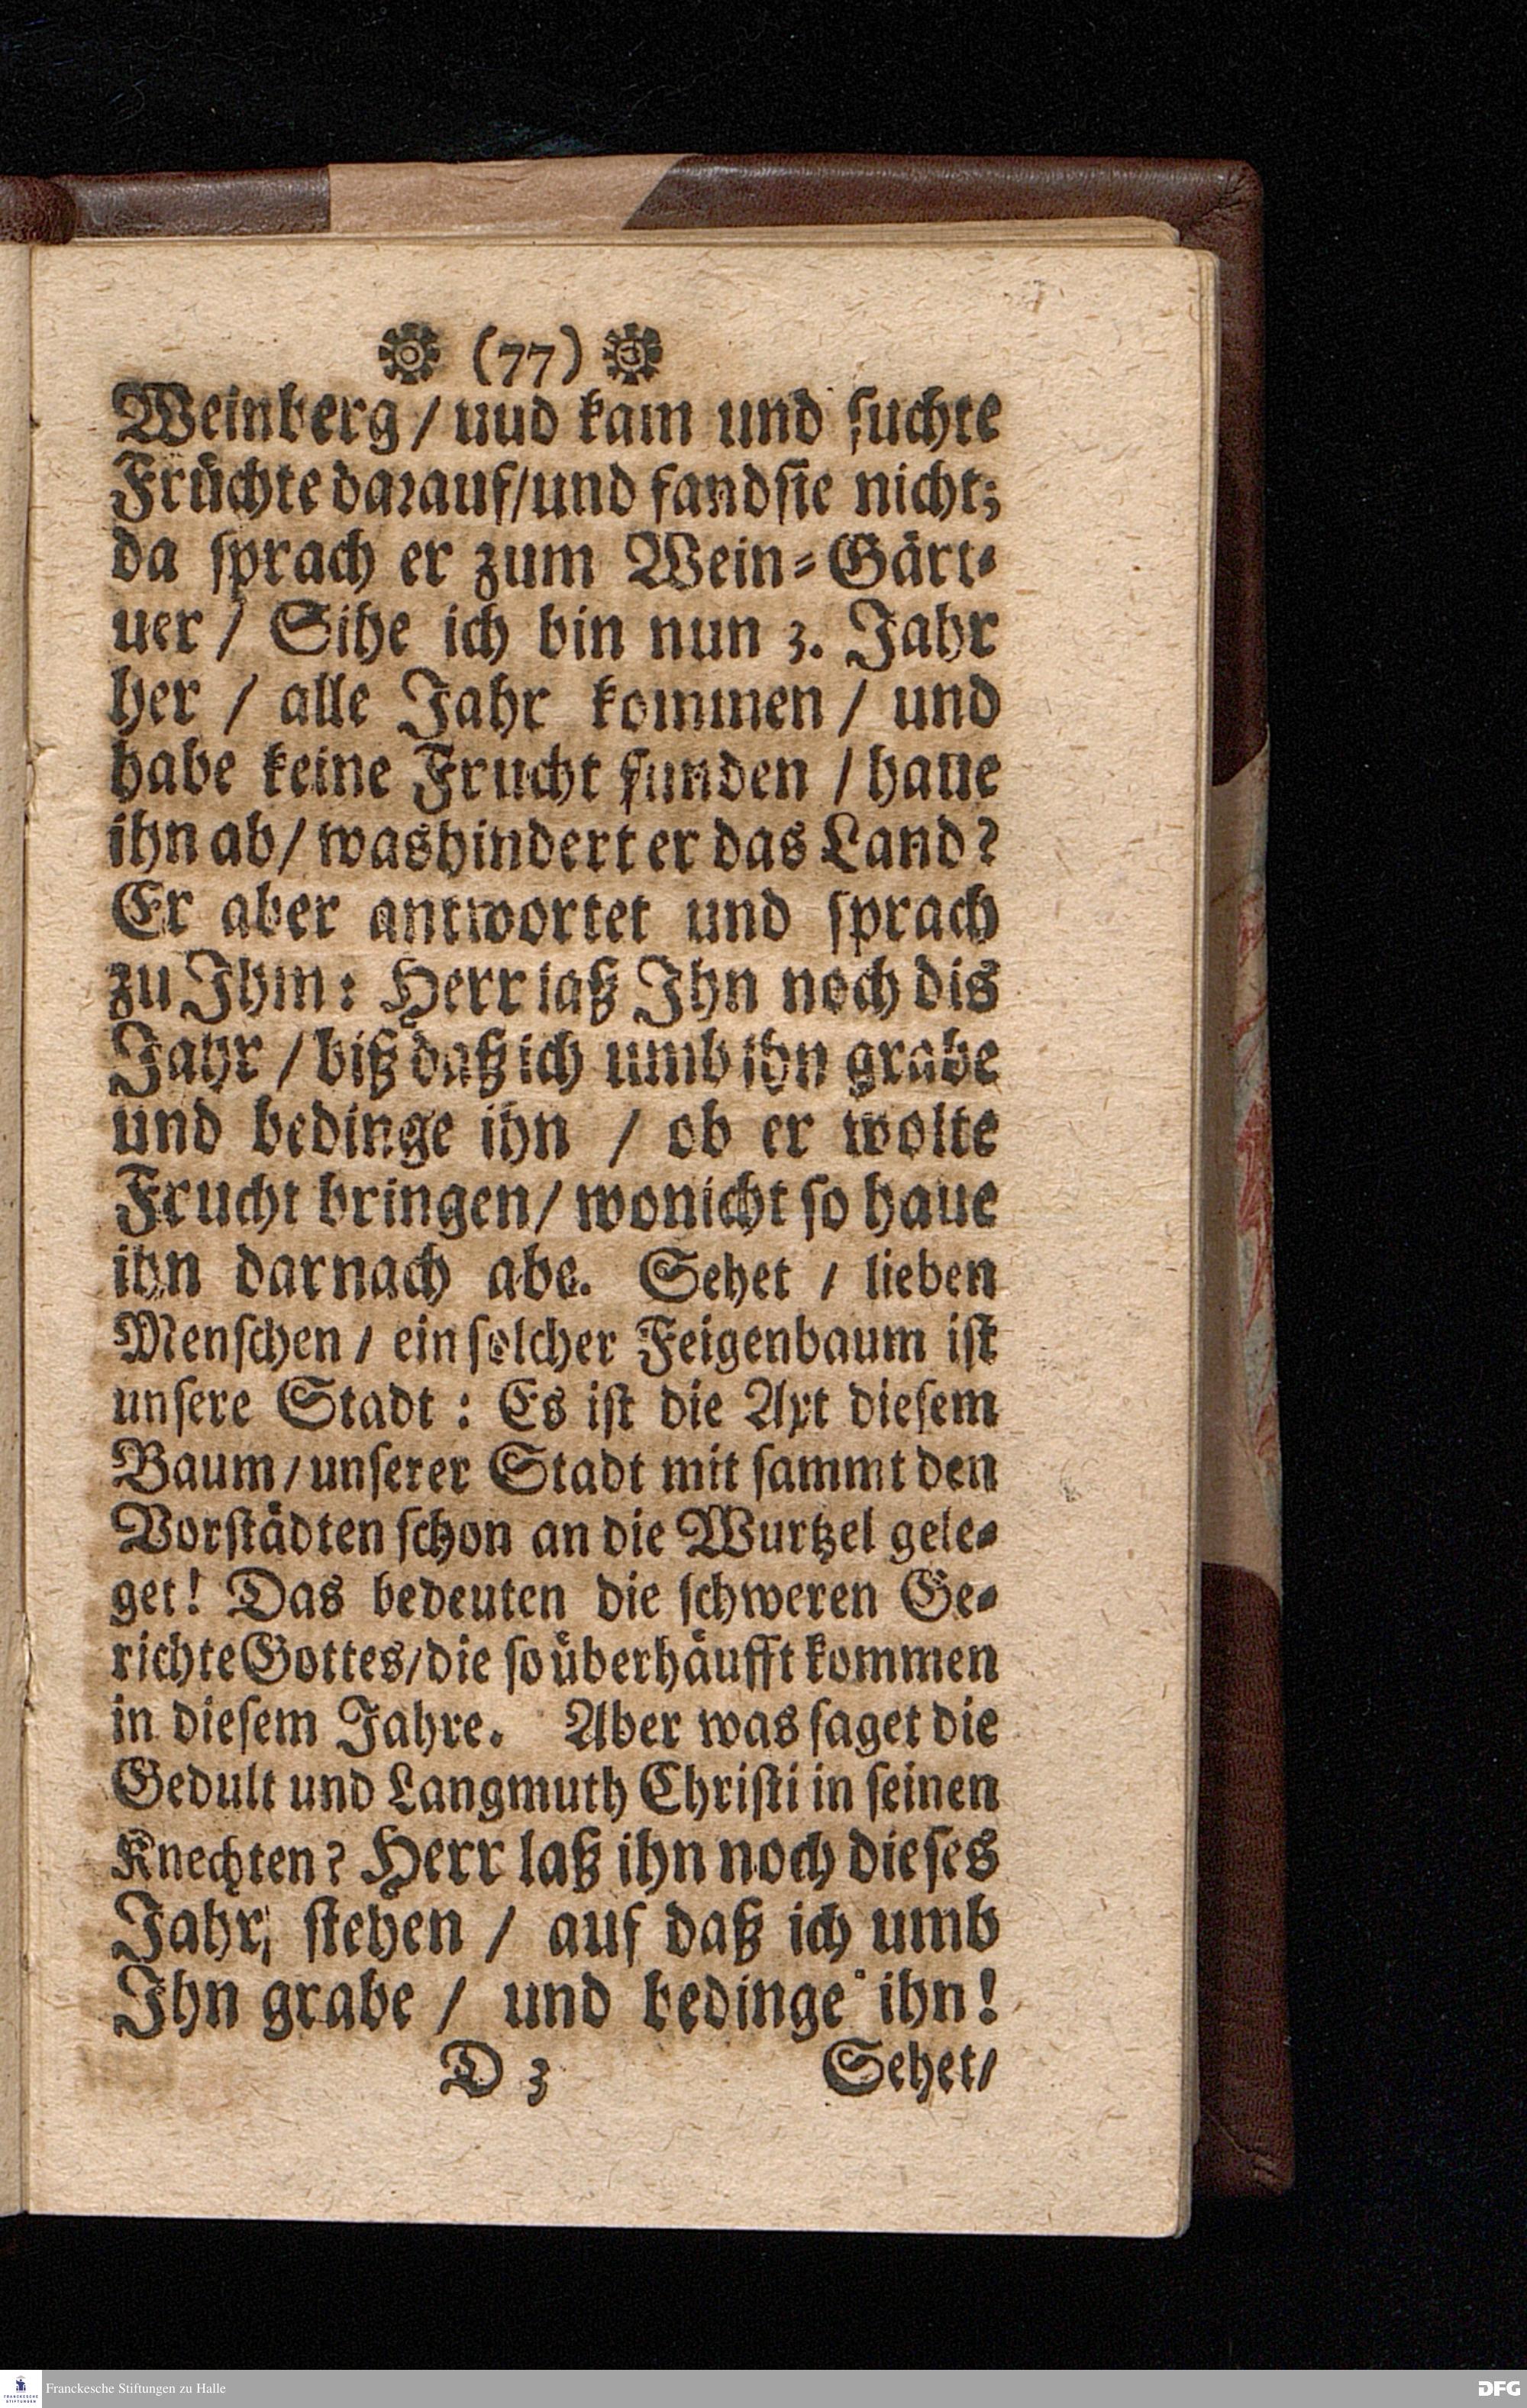 (77)
Weinberg / uud kam und suchte
Früchte darauf/und fand sie nicht;
da sprach er zum Wein-Gärt-
uer / Sihe ich bin nun 3. Jahr
her / alle Jahr kommen / und
habe keine Frucht funden / haue
ihn ab / was hindert er das Land?
Er aber antwortet und sprach
zu Ihm: Herr laß Ihn noch dis
Jahr / biß daß ich umb ihn grabe
und bedinge ihn / ob er wolte
Frucht bringen / wo nicht so haue
ihn darnach abe. Sehet / lieben
Menschen / ein solcher Feigenbaum ist
unsere Stadt: Es ist die Axt diesem
Baum / unserer Stadt mit sammt den
Vorstädten schon an die Wurtzel gele-
get! Das bedeuten die schweren Ge-
richte Gottes/die so überhäufft kommen
in diesem Jahre. Aber was saget die
Gedult und Langmuth Christi in seinen
Knechten? Herr laß ihn noch dieses
Jahr, stehen / auf daß ich umb
Ihn grabe / und bedinge ihn!
D 3 Sehet/
FRANCKESCHE STIFTUNGEN
Franckesche Stiftungen zu Halle
DFG